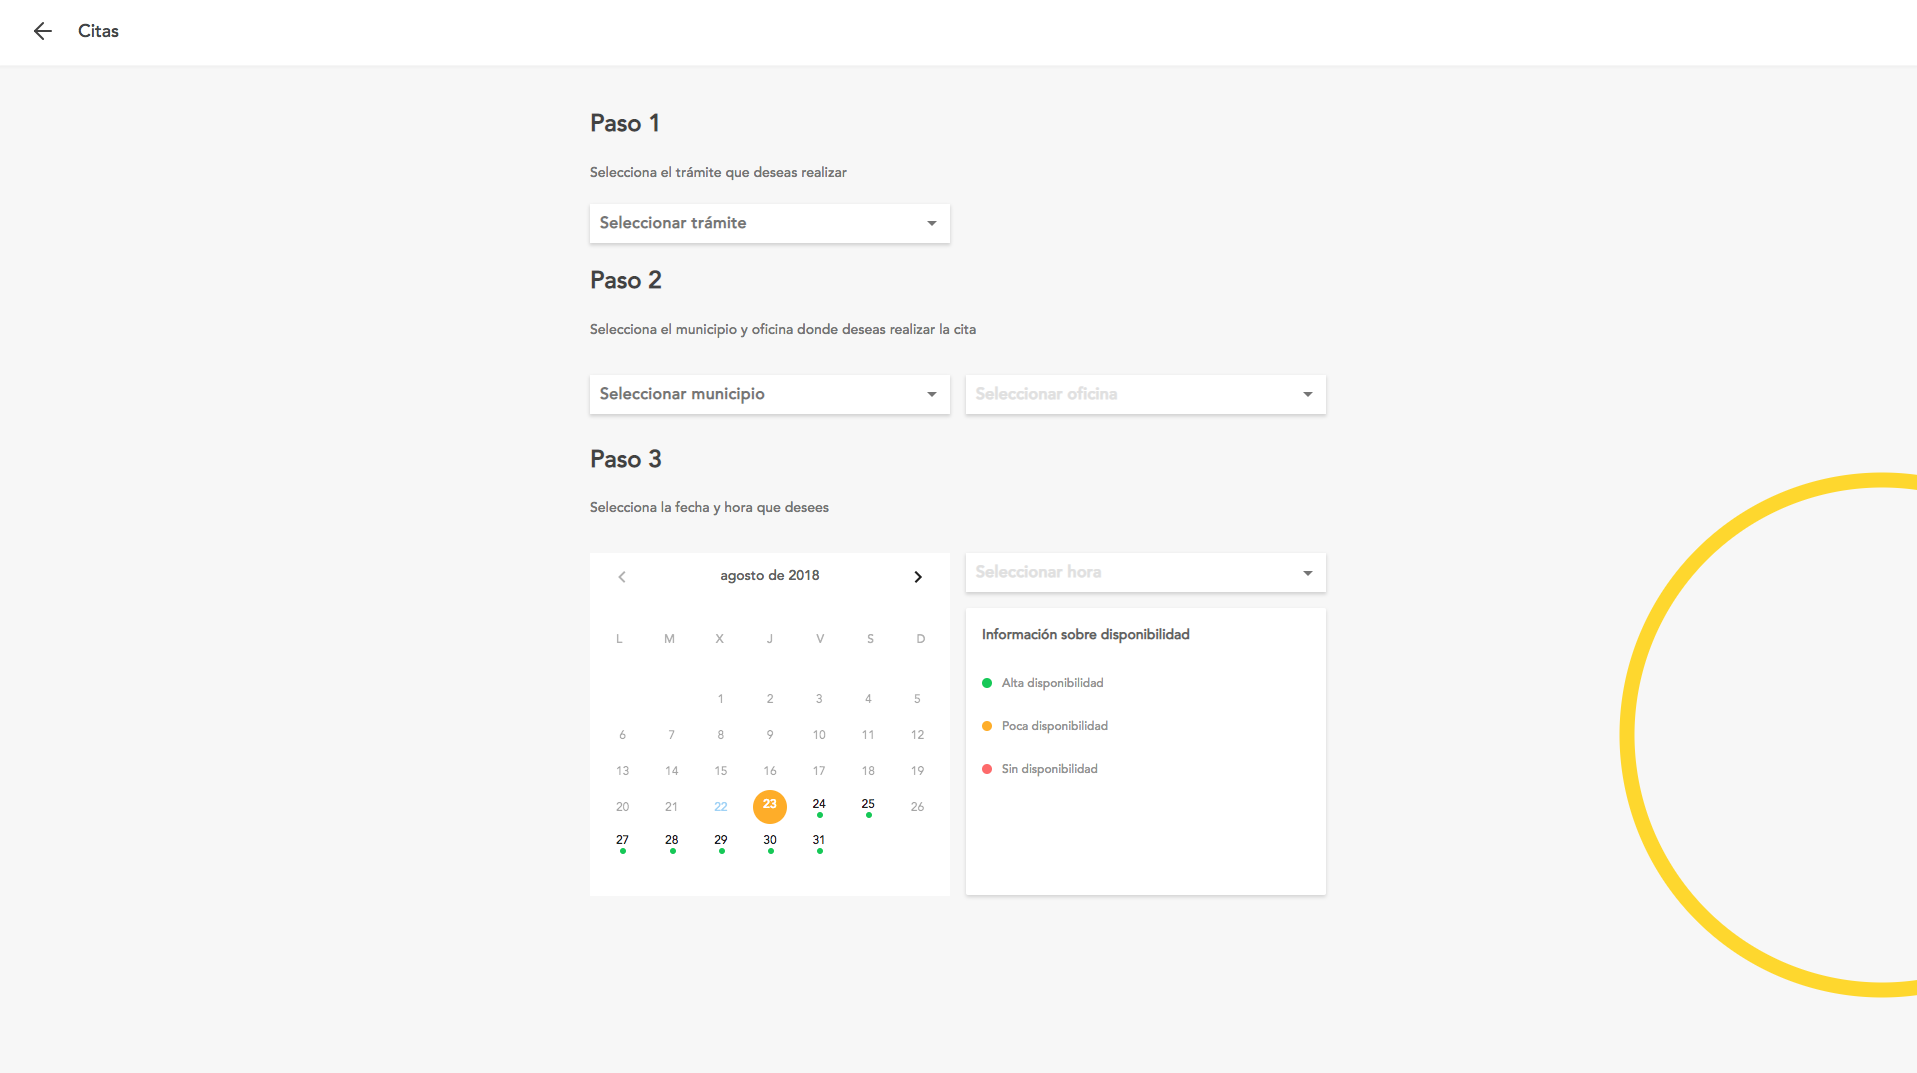 Citas
Paso 1
Selecciona el trámite que deseas realizar
Seleccionar trámite
Paso 2
Selecciona el municipio y oficina donde deseas realizar la cita
Seleccionar municipio
Seleccionar oficina
Paso 3
Selecciona la fecha y hora que desees
agosto de 2018
L M X J V S D
1 2 3 4 5
6 7 8 9 10 11 12
13 14 15 16 17 18 19
20 21 22 23 24 25 26
27 28 29 30 31
Seleccionar hora
Información sobre disponibilidad
Alta disponibilidad
Poca disponibilidad
Sin disponibilidad